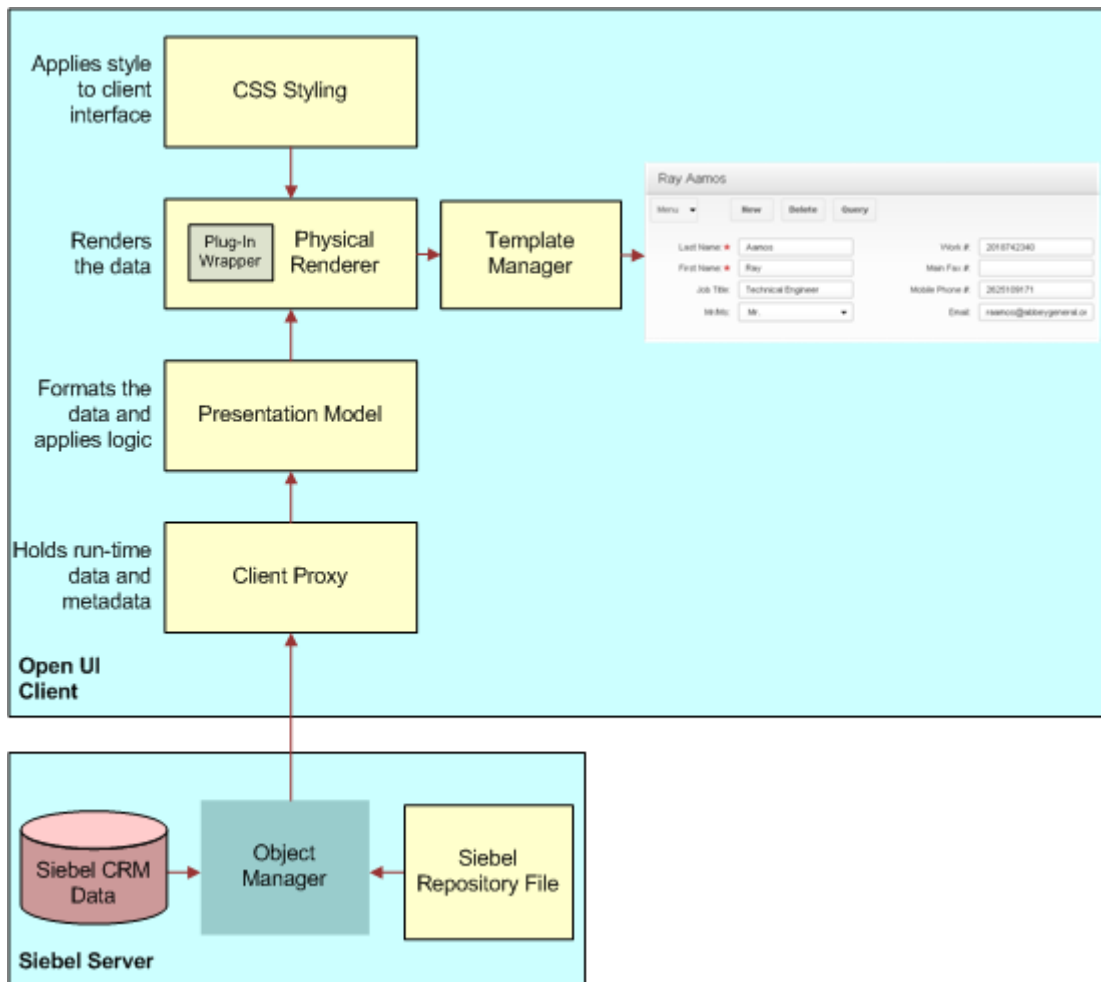 Applies style
to client
interface
CSS Styling
Renders
the data
Plug-In
Wrapper
Physical
Renderer
Template
Manager
Ray Aamos
Menu
New
Delete
Query
Last Name:
Aamos
Work #:
2018742340
First Name:
Ray
Main Fax #:
Job Title:
Technical Engineer
Mobile Phone #:
2625109171
Mr/Ms:
Mr.
Email:
Formats the
data and
applies logic
Presentation Model
Holds run-time
data and
metadata
Client Proxy
Open UI
Client
Siebel CRM
Data
Object
Manager
Siebel
Repository File
Siebel Server